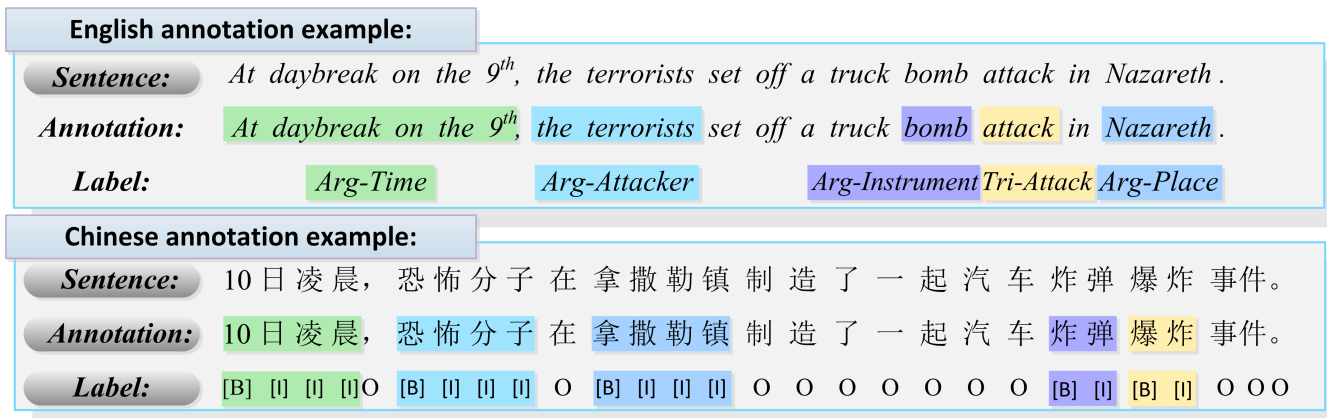 English annotation example:
Sentence: At daybreak on the 9th, the terrorists set off a truck bomb attack in Nazareth.
Annotation: At daybreak on the 9th, the terrorists set off a truck bomb attack in Nazareth.
Label: Arg-Time Arg-Attacker Arg-Instrument Tri-Attack Arg-Place
Chinese annotation example:
Sentence: 10日凌晨，恐怖分子在拿撒勒镇制造了一起汽车炸弹爆炸事件。
Annotation: 10日凌晨，恐怖分子在拿撒勒镇制造了一起汽车炸弹爆炸事件。
Label: [B] [I] [I] [I]O [B] [I] [I] [I] O [B] [I] [I] [I] O O O O O O O [B] [I] [B] [I] O O O